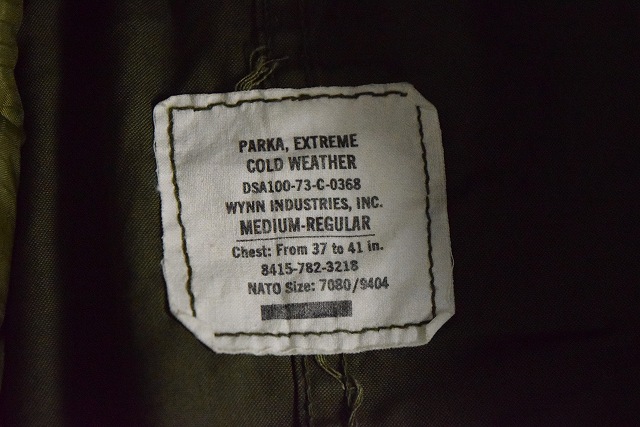 PARKA, EXTREME
COLD WEATHER
DSA100-73-C-0368
WYNN INDUSTRIES, INC.
MEDIUM-REGULAR
Chest: From 37 to 41 in.
8415-782-3218
NATO Size: 7080/9404